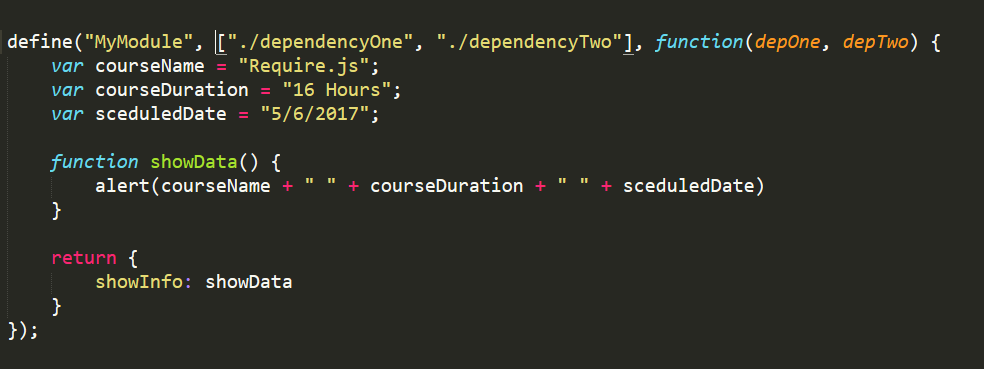 define("MyModule", ["./dependencyOne", "./dependencyTwo"], function(depOne, depTwo) {
    var courseName = "Require.js";
    var courseDuration = "16 Hours";
    var sceduledDate = "5/6/2017";

    function showData() {
        alert(courseName + " " + courseDuration + " " + sceduledDate)
    }

    return {
        showInfo: showData
    }
});